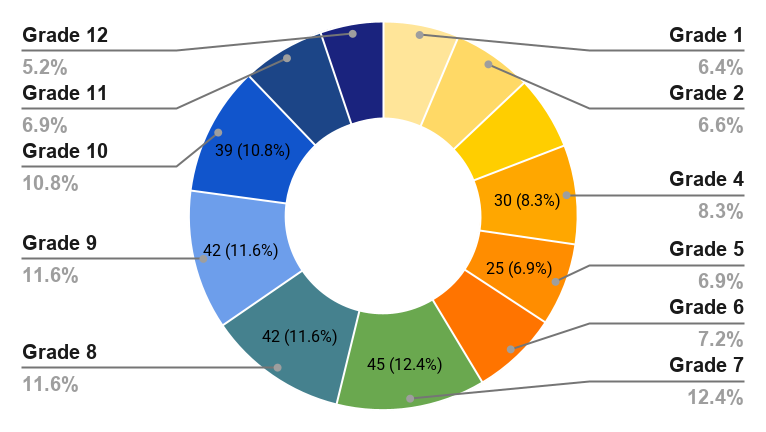 Grade 12
5.2%
Grade 11
6.9%
Grade 10
10.8%
Grade 9
11.6%
Grade 8
11.6%
39 (10.8%)
42 (11.6%)
42 (11.6%)
45 (12.4%)
30 (8.3%)
25 (6.9%)
Grade 1
6.4%
Grade 2
6.6%
Grade 4
8.3%
Grade 5
6.9%
Grade 6
7.2%
Grade 7
12.4%